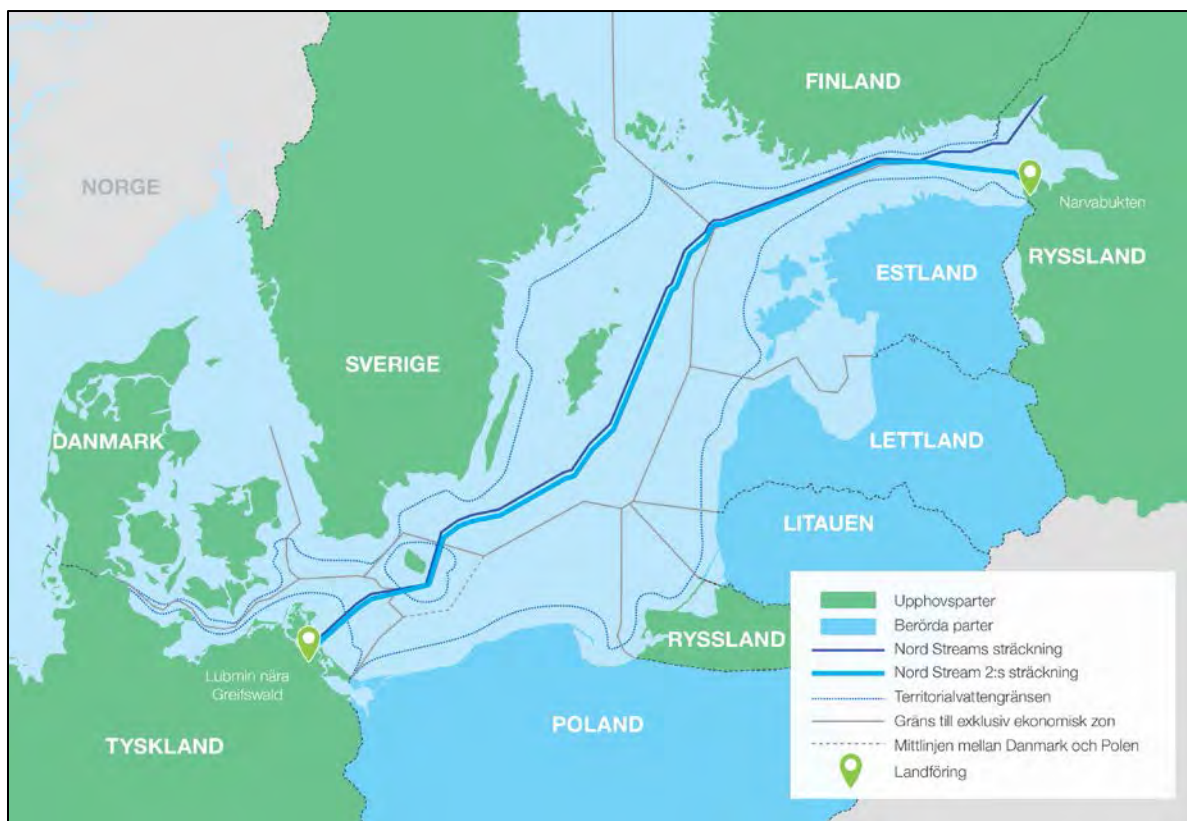 FINLAND
NORGE
Narvabukten
RYSSLAND
ESTLAND
SVERIGE
DANMARK
LETTLAND
LITAUEN
RYSSLAND
Lubmin nära
Greifswald
POLAND
TYSKLAND
Upphovsparter
Berörda parter
Nord Streams sträckning
Nord Stream 2:s sträckning
Territorialvattengränsen
Gräns till exklusiv ekonomisk zon
Mittlinjen mellan Danmark och Polen
Landföring